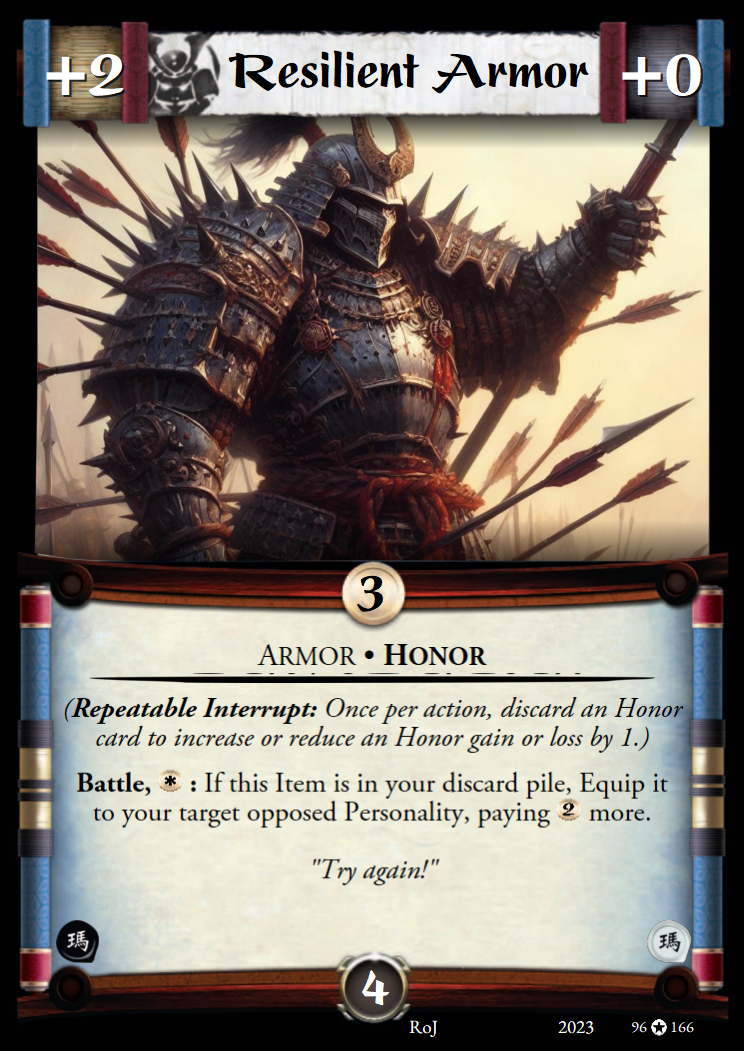 +2 Resilient Armor +0
3
ARMOR • HONOR
(Repeatable Interrupt: Once per action, discard an Honor
card to increase or reduce an Honor gain or loss by 1.)
Battle, * : If this Item is in your discard pile, Equip it
to your target opposed Personality, paying 2 more.
"Try again!"
瑪 瑪
4
RoJ 2023 96 ★ 166